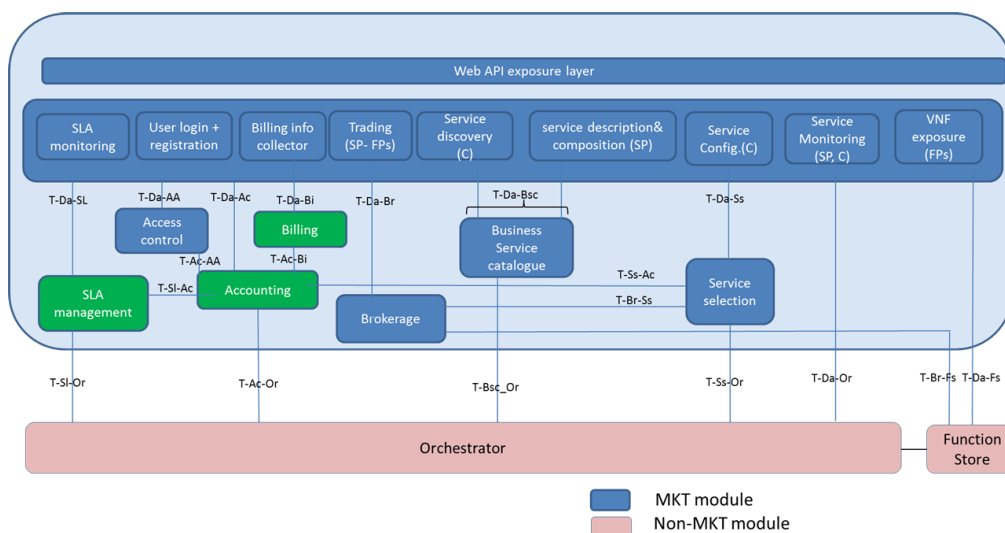 Web API exposure layer
SLA
monitoring
User login +
registration
Billing info
collector
Trading
(SP- FPs)
Service
discovery
(C)
service description&
composition (SP)
Service
Config.(C)
Service
Monitoring
(SP, C)
VNF
exposure
(FPs)
T-Da-SL
T-Da-AA
T-Da-Ac
T-Da-Bi
T-Da-Br
T-Da-Bsc
T-Da-Ss
Access
control
Billing
Business
Service
catalogue
T-Ac-AA
T-Ac-Bi
SLA
management
T-Sl-Ac
Accounting
T-Ss-Ac
Brokerage
T-Br-Ss
Service
selection
T-Sl-Or
T-Ac-Or
T-Bsc_Or
T-Ss-Or
T-Da-Or
T-Br-Fs
T-Da-Fs
Orchestrator
Function
Store
MKT module
Non-MKT module